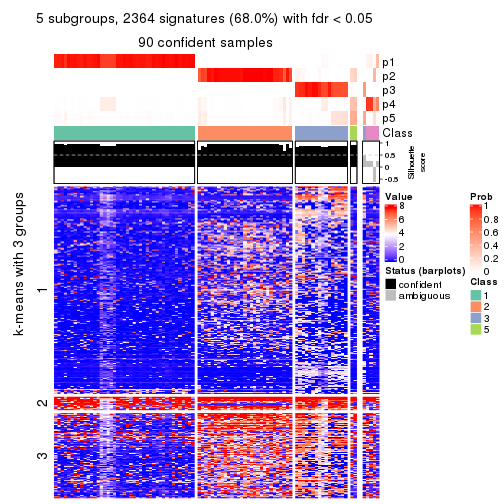 5 subgroups, 2364 signatures (68.0%) with fdr < 0.05
90 confident samples
p1
p2
p3
p4
p5
Class
1
0.5
0
-0.5
Silhouette
score
k-means with 3 groups
1
2
3
Value
8
6
4
2
0
Status (barplots)
confident
ambiguous
Prob
1
0.8
0.6
0.4
0.2
0
Class
1
2
3
5